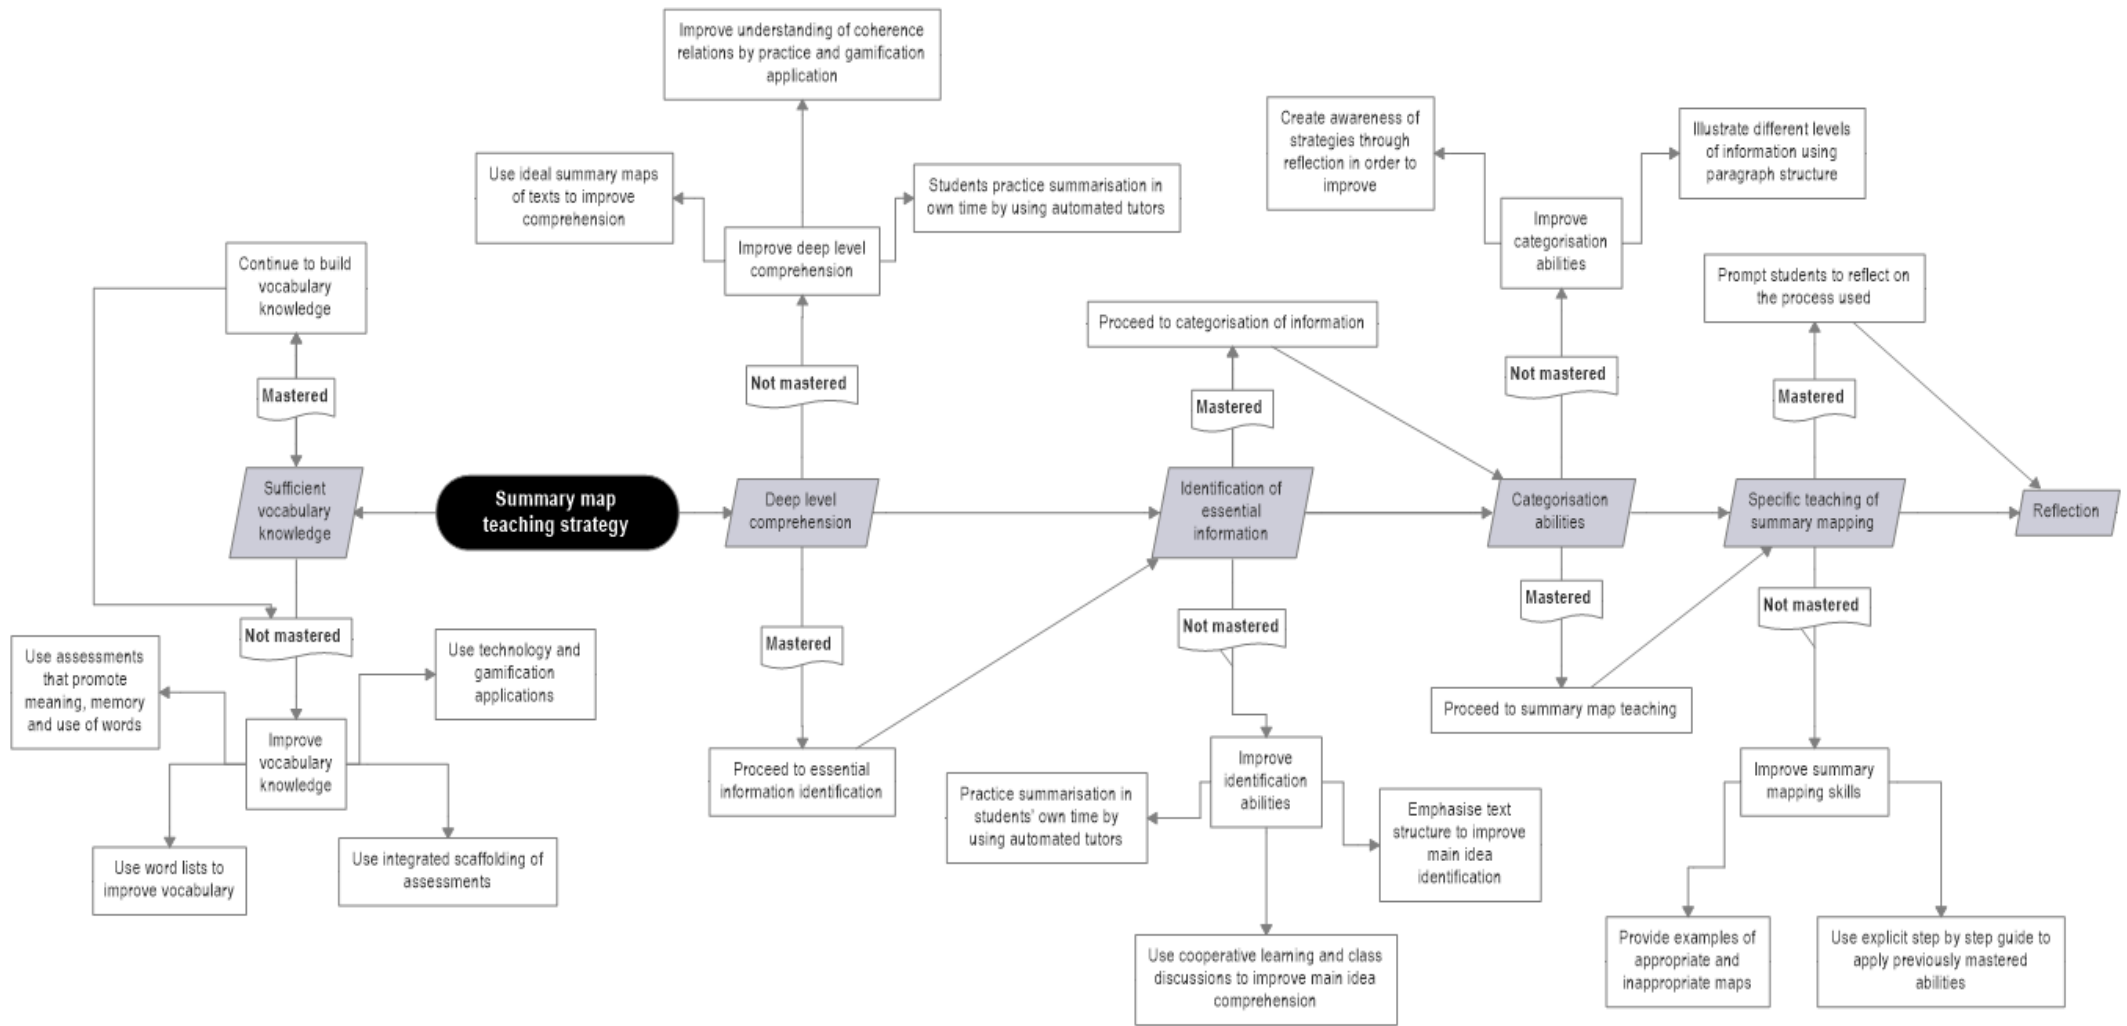 Improve understanding of coherence
relations by practice and gamification
application
Create awareness of
strategies through
reflection in order to
improve
Illustrate different levels
of information using
paragraph structure
Use ideal summary maps
of texts to improve
comprehension
Students practice summarisation in
own time by using automated tutors
Improve deep level
comprehension
Improve
categorisation
abilities
Continue to build
vocabulary
knowledge
Prompt students to reflect on
the process used
Proceed to categorisation of information
Mastered
Not mastered
Mastered
Not mastered
Mastered
Sufficient
vocabulary
knowledge
Summary map
teaching strategy
Deep level
comprehension
Identification of
essential
information
Categorisation
abilities
Specific teaching of
summary mapping
Reflection
Not mastered
Mastered
Not mastered
Mastered
Not mastered
Use assessments
that promote
meaning, memory
and use of words
Use technology and
gamification
applications
Improve
vocabulary
knowledge
Proceed to summary map teaching
Proceed to essential
information identification
Improve
identification
abilities
Improve summary
mapping skills
Practice summarisation in
students' own time by
using automated tutors
Emphasise text
structure to improve
main idea
identification
Use word lists to
improve vocabulary
Use integrated scaffolding of
assessments
Use cooperative learning and class
discussions to improve main idea
comprehension
Provide examples of
appropriate and
inappropriate maps
Use explicit step by step guide to
apply previously mastered
abilities